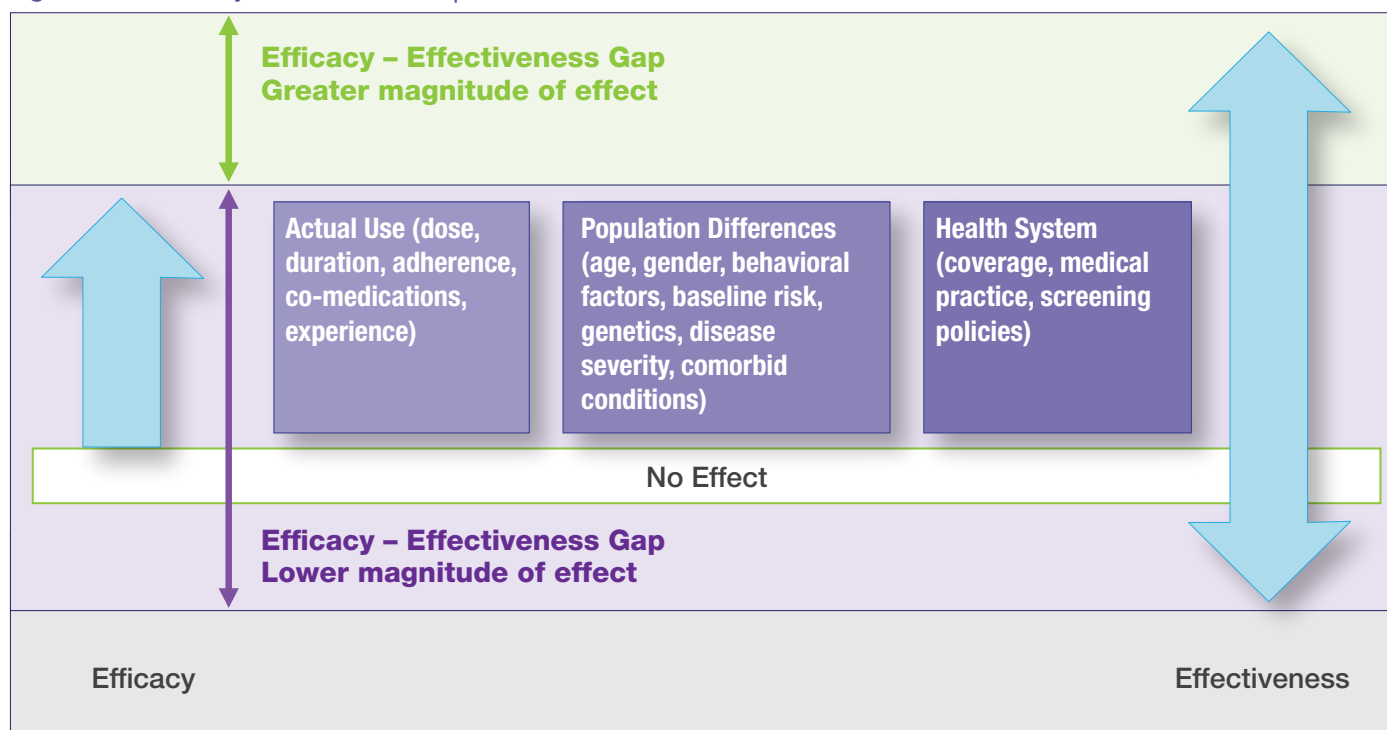 Efficacy – Effectiveness Gap
Greater magnitude of effect
Actual Use (dose,
duration, adherence,
co-medications,
experience)
Population Differences
(age, gender, behavioral
factors, baseline risk,
genetics, disease
severity, comorbid
conditions)
Health System
(coverage, medical
practice, screening
policies)
No Effect
Efficacy – Effectiveness Gap
Lower magnitude of effect
Efficacy
Effectiveness